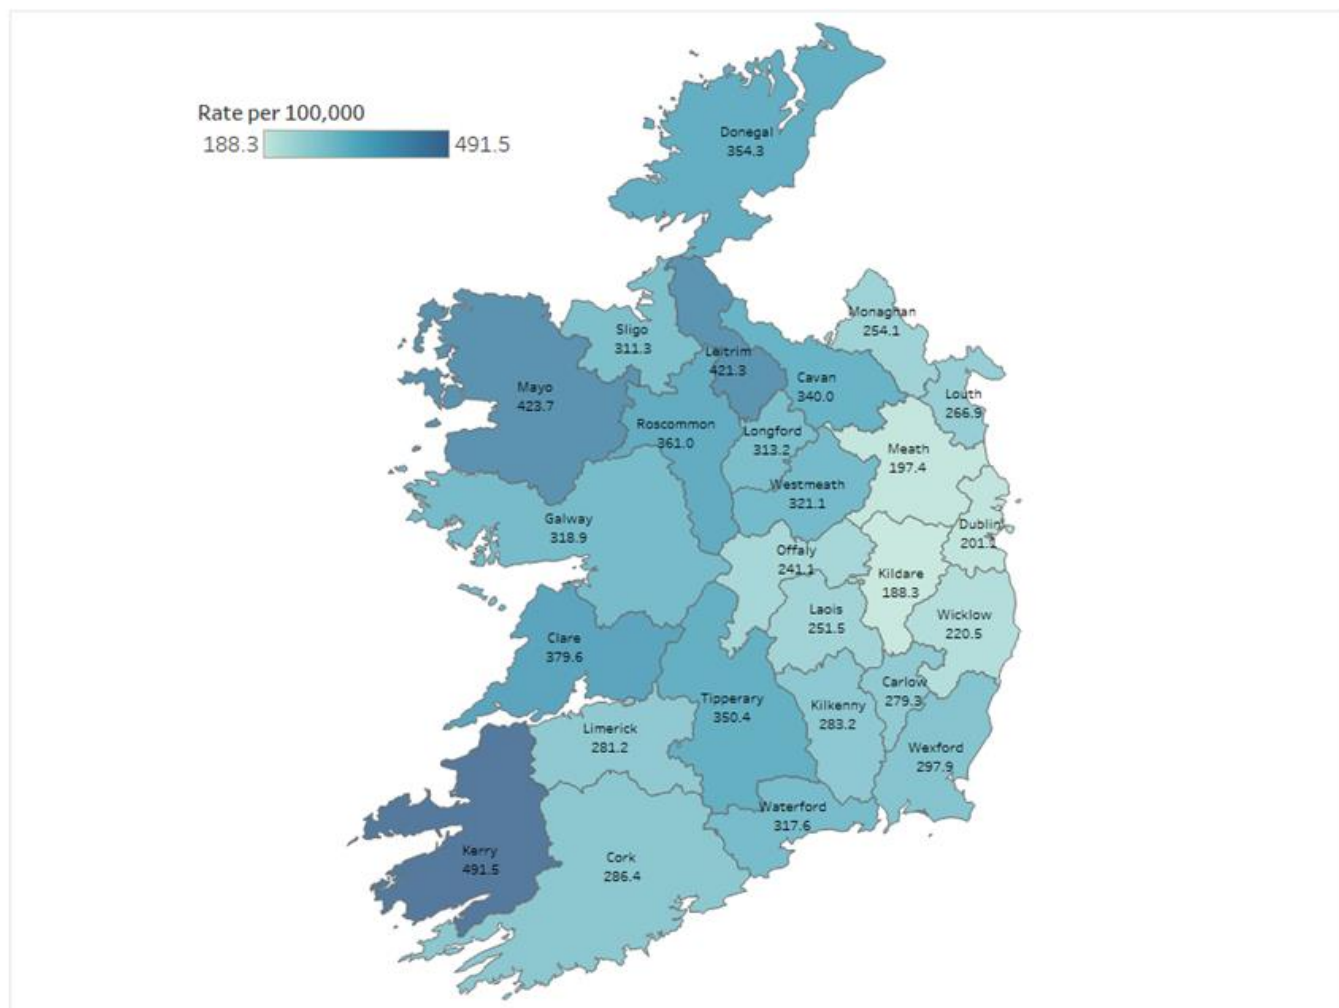 Rate per 100,000
188.3 491.5
Donegal
354.3
Monaghan
254.1
Sligo
311.3
Leitrim
421.3
Cavan
340.0
Mayo
423.7
Louth
266.9
Roscommon
361.0
Longford
313.2
Meath
197.4
Westmeath
321.1
Galway
318.9
Dublin
201.1
Offaly
241.1
Kildare
188.3
Laois
251.5
Wicklow
220.5
Clare
379.6
Carlow
279.3
Tipperary
350.4
Kilkenny
283.2
Limerick
281.2
Wexford
297.9
Waterford
317.6
Kerry
491.5
Cork
286.4